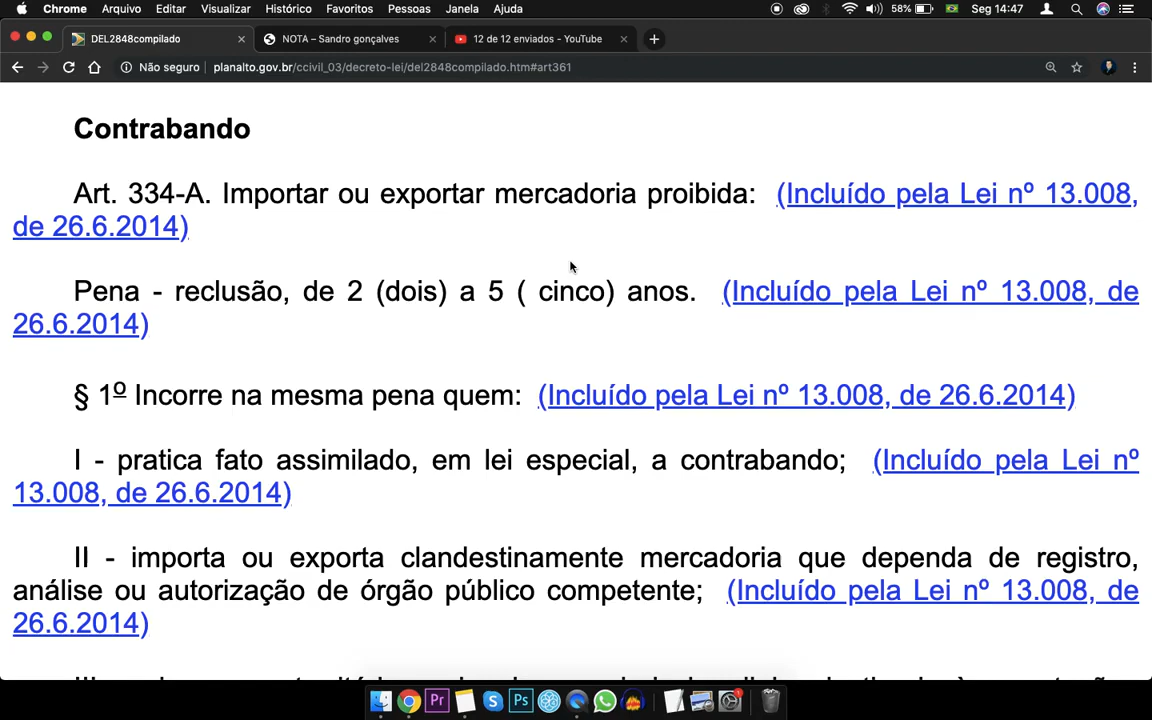 Chrome Arquivo Editar Visualizar Histórico Favoritos Pessoas Janela Ajuda 58% Seg 14:47
DEL2848compilado NOTA – Sandro gonçalves 12 de 12 enviados - YouTube
Não seguro planalto.gov.br/ccivil_03/decreto-lei/del2848compilado.htm#art361
Contrabando
Art. 334-A. Importar ou exportar mercadoria proibida: (Incluído pela Lei nº 13.008,
de 26.6.2014)
Pena - reclusão, de 2 (dois) a 5 ( cinco) anos. (Incluído pela Lei nº 13.008, de
26.6.2014)
§ 1º Incorre na mesma pena quem: (Incluído pela Lei nº 13.008, de 26.6.2014)
I - pratica fato assimilado, em lei especial, a contrabando; (Incluído pela Lei nº
13.008, de 26.6.2014)
II - importa ou exporta clandestinamente mercadoria que dependa de registro,
análise ou autorização de órgão público competente; (Incluído pela Lei nº 13.008, de
26.6.2014)
Pr Ps